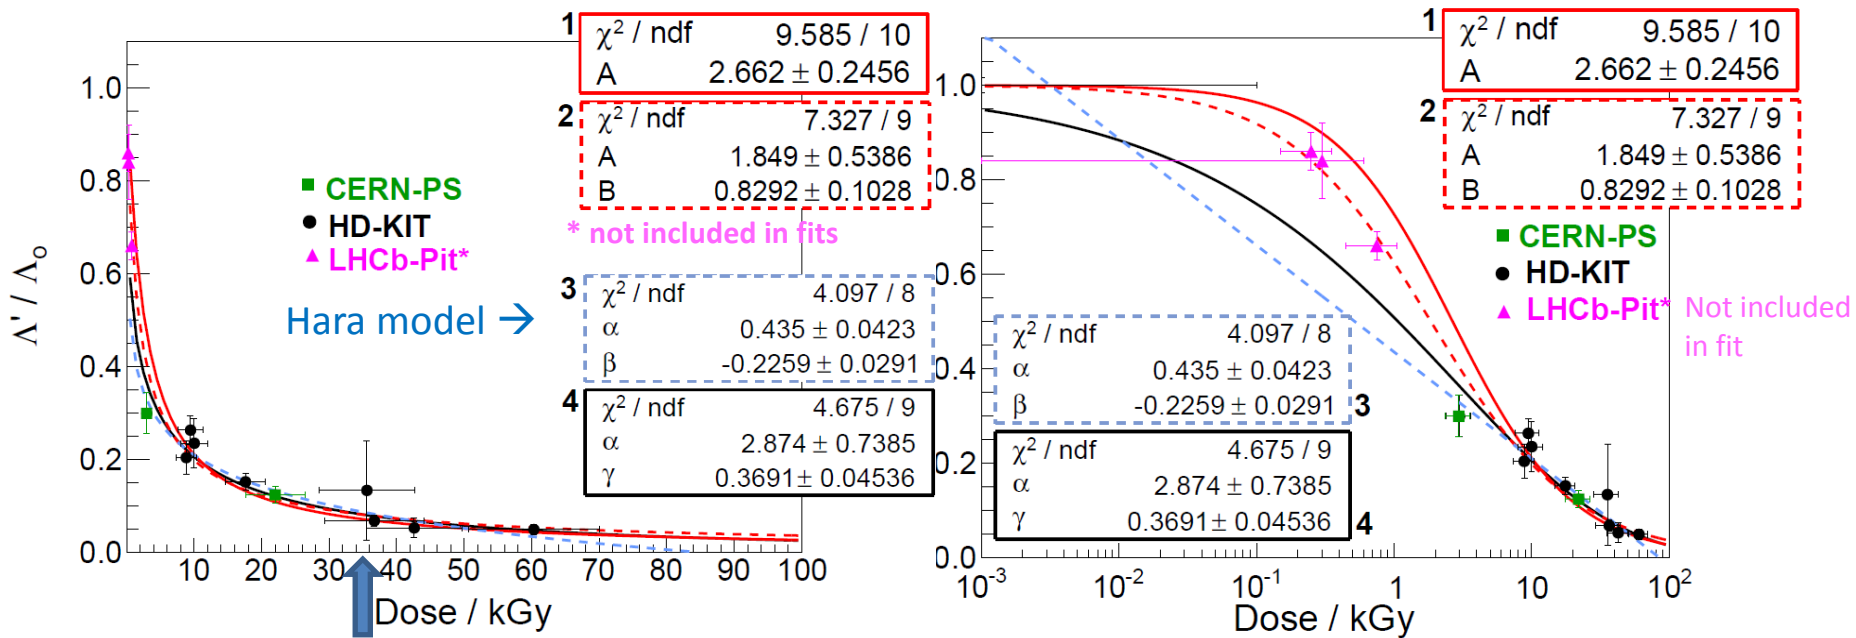 1
χ² / ndf 9.585 / 10
A 2.662 ± 0.2456
2
χ² / ndf 7.327 / 9
A 1.849 ± 0.5386
B 0.8292 ± 0.1028
■ CERN-PS
● HD-KIT
▲ LHCb-Pit*
* not included in fits
Hara model →
3
χ² / ndf 4.097 / 8
α 0.435 ± 0.0423
β -0.2259 ± 0.0291
4
χ² / ndf 4.675 / 9
α 2.874 ± 0.7385
γ 0.3691 ± 0.04536
Λ' / Λo
1.0
0.8
0.6
0.4
0.2
0.0
10 20 30 40 50 60 70 80 90 100
Dose / kGy
1
χ² / ndf 9.585 / 10
A 2.662 ± 0.2456
2
χ² / ndf 7.327 / 9
A 1.849 ± 0.5386
B 0.8292 ± 0.1028
■ CERN-PS
● HD-KIT
▲ LHCb-Pit*
Not included
in fit
χ² / ndf 4.097 / 8
α 0.435 ± 0.0423
β -0.2259 ± 0.0291
3
χ² / ndf 4.675 / 9
α 2.874 ± 0.7385
γ 0.3691 ± 0.04536
4
1.0
0.8
0.6
0.4
0.2
0.0
10⁻³ 10⁻² 10⁻¹ 1 10 10²
Dose / kGy